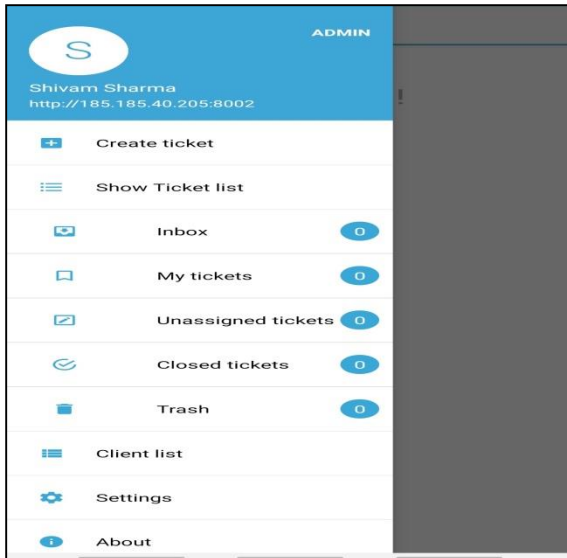 ADMIN
S
Shivam Sharma
http://185.185.40.205:8002
Create ticket
Show Ticket list
Inbox 0
My tickets 0
Unassigned tickets 0
Closed tickets 0
Trash 0
Client list
Settings
About